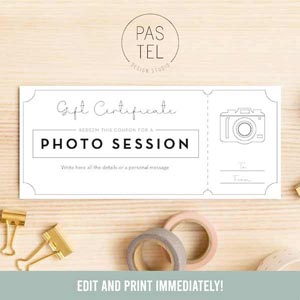 PAS
TEL
DESIGN STUDIO
Gift Certificate
REDEEM THIS COUPON FOR A
PHOTO SESSION
Write here all the details or a personal message
To
From
EDIT AND PRINT IMMEDIATELY!